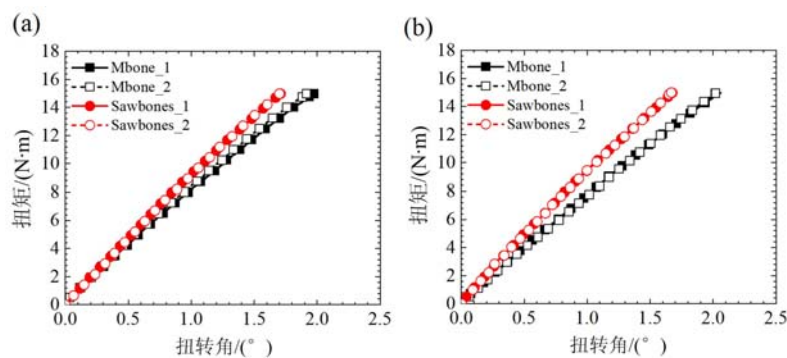 (a)
18
16
14
12
10
8
6
4
2
0
扭矩/(N·m)
Mbone_1
Mbone_2
Sawbones_1
Sawbones_2
0.0 0.5 1.0 1.5 2.0 2.5
扭转角/(°)
(b)
18
16
14
12
10
8
6
4
2
0
扭矩/(N·m)
Mbone_1
Mbone_2
Sawbones_1
Sawbones_2
0.0 0.5 1.0 1.5 2.0 2.5
扭转角/(°)